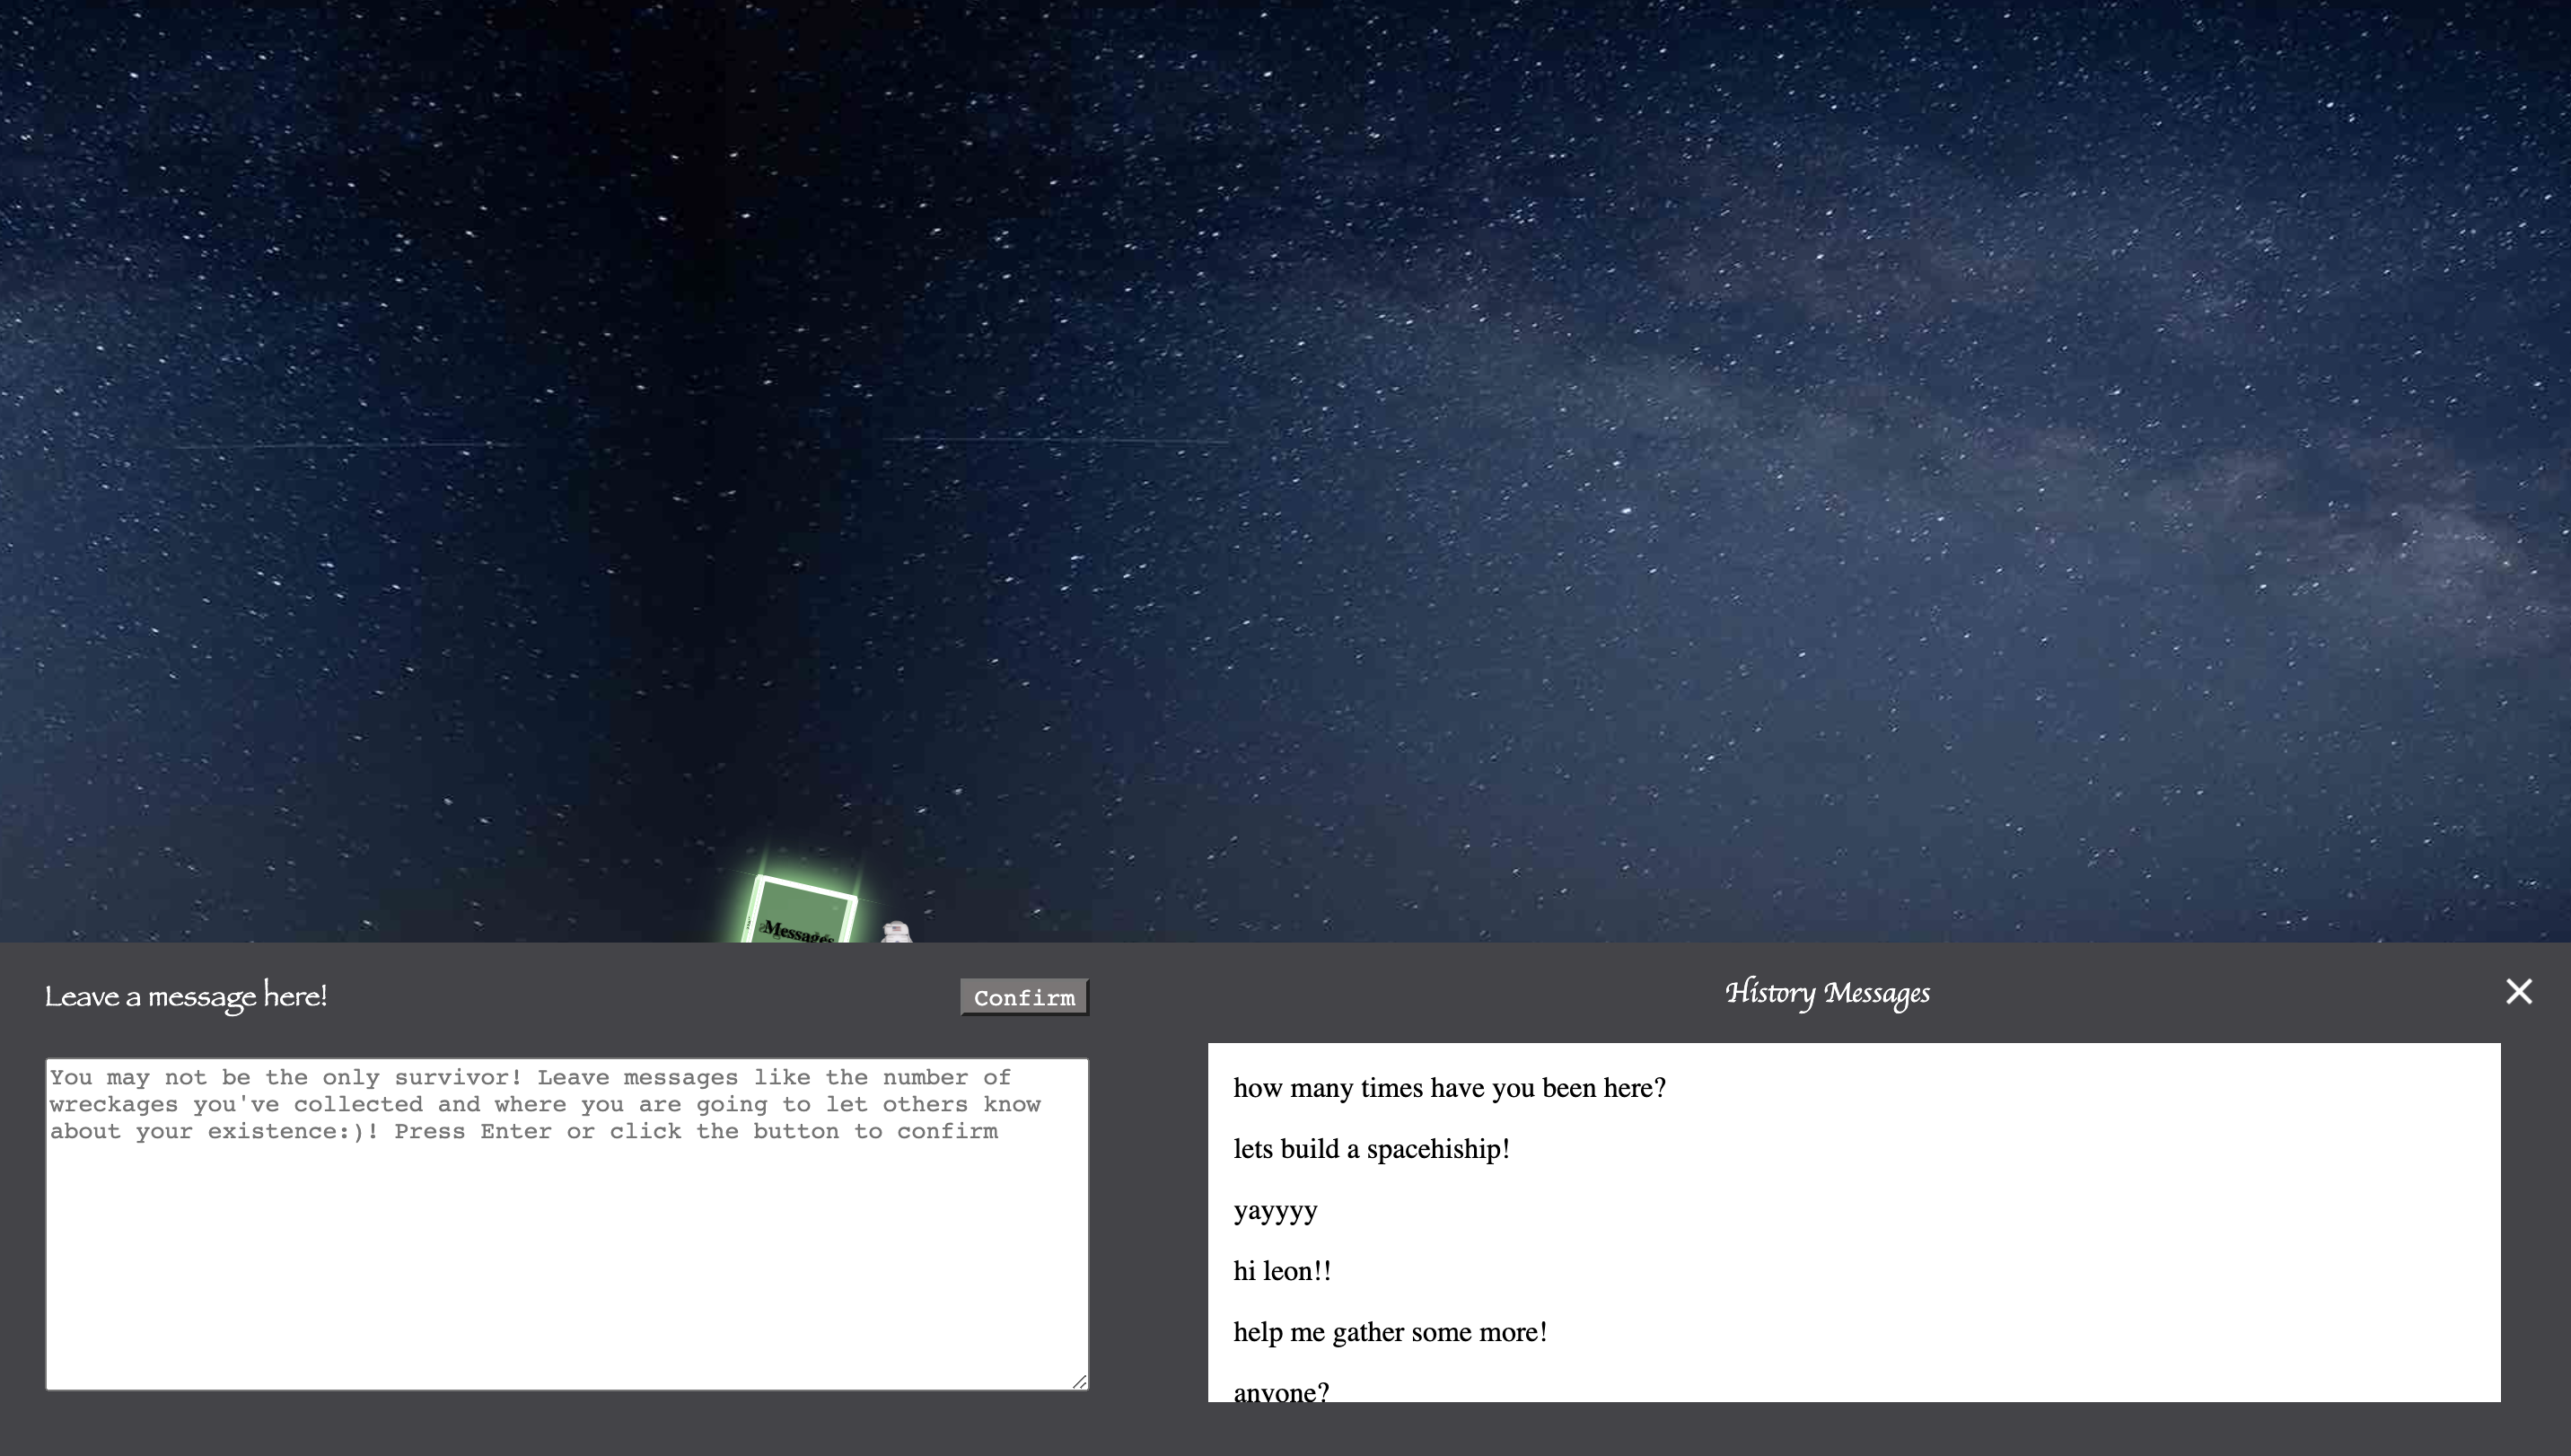 Messages
Leave a message here!
Confirm
You may not be the only survivor! Leave messages like the number of
wreckages you've collected and where you are going to let others know
about your existence:)! Press Enter or click the button to confirm
History Messages
how many times have you been here?
lets build a spacehiship!
yayyyy
hi leon!!
help me gather some more!
anyone?